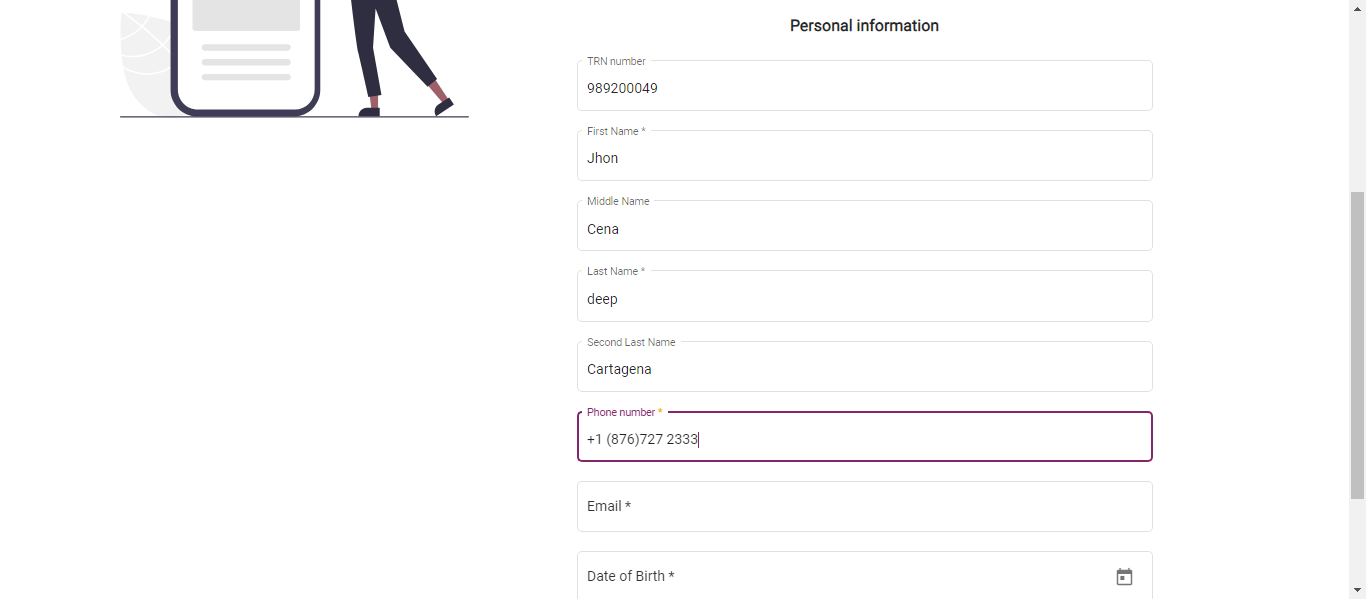 Personal information
TRN number
989200049
First Name *
Jhon
Middle Name
Cena
Last Name *
deep
Second Last Name
Cartagena
Phone number *
+1 (876)727 2333
Email *
Date of Birth *